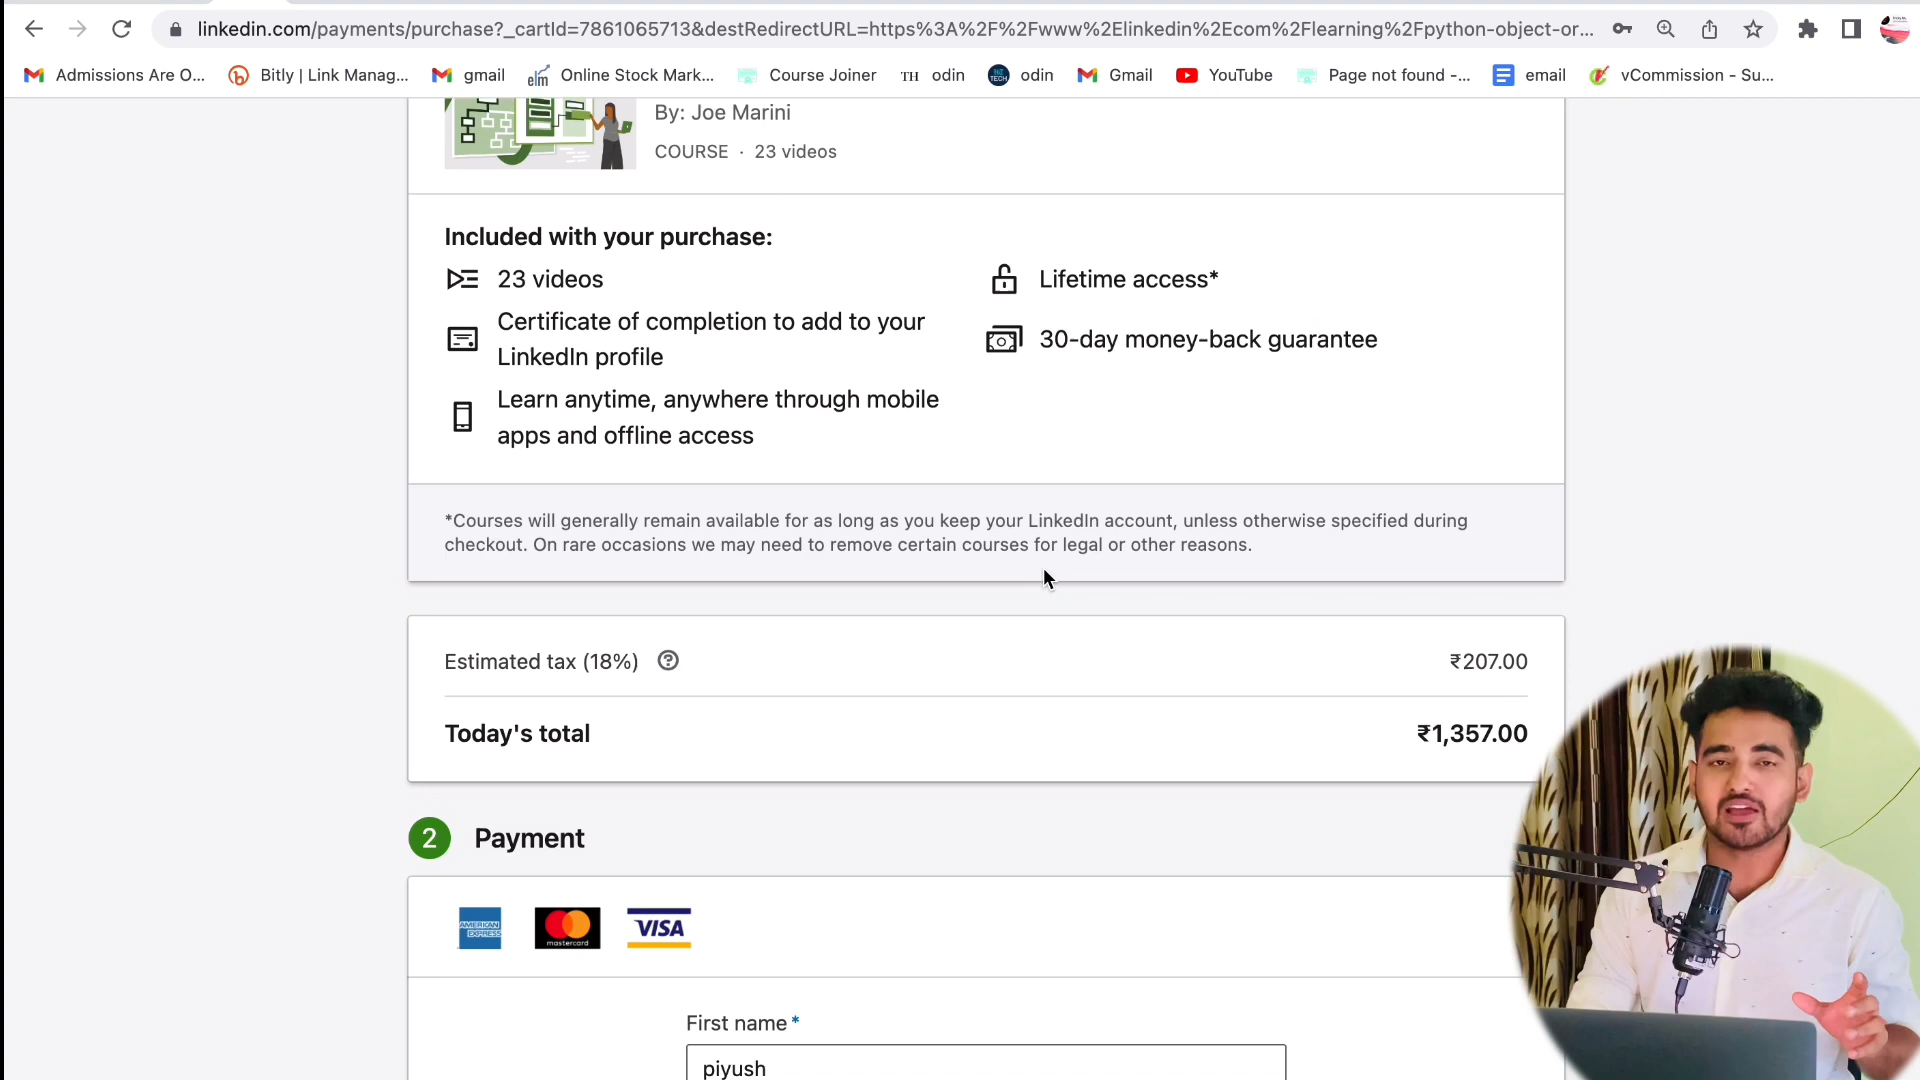 linkedin.com/payments/purchase?_cartId=7861065713&destRedirectURL=https%3A%2F%2Fwww%2Elinkedin%2Ecom%2Flearning%2Fpython-object-or...
Admissions Are O... Bitly | Link Manag... gmail elm Online Stock Mark... Course Joiner TH odin odin Gmail YouTube Page not found -... email vCommission - Su...
By: Joe Marini
COURSE · 23 videos
Included with your purchase:
23 videos
Lifetime access*
Certificate of completion to add to your
LinkedIn profile
30-day money-back guarantee
Learn anytime, anywhere through mobile
apps and offline access
*Courses will generally remain available for as long as you keep your LinkedIn account, unless otherwise specified during
checkout. On rare occasions we may need to remove certain courses for legal or other reasons.
Estimated tax (18%) ₹207.00
Today's total ₹1,357.00
2 Payment
AMERICAN EXPRESS mastercard VISA
First name*
piyush